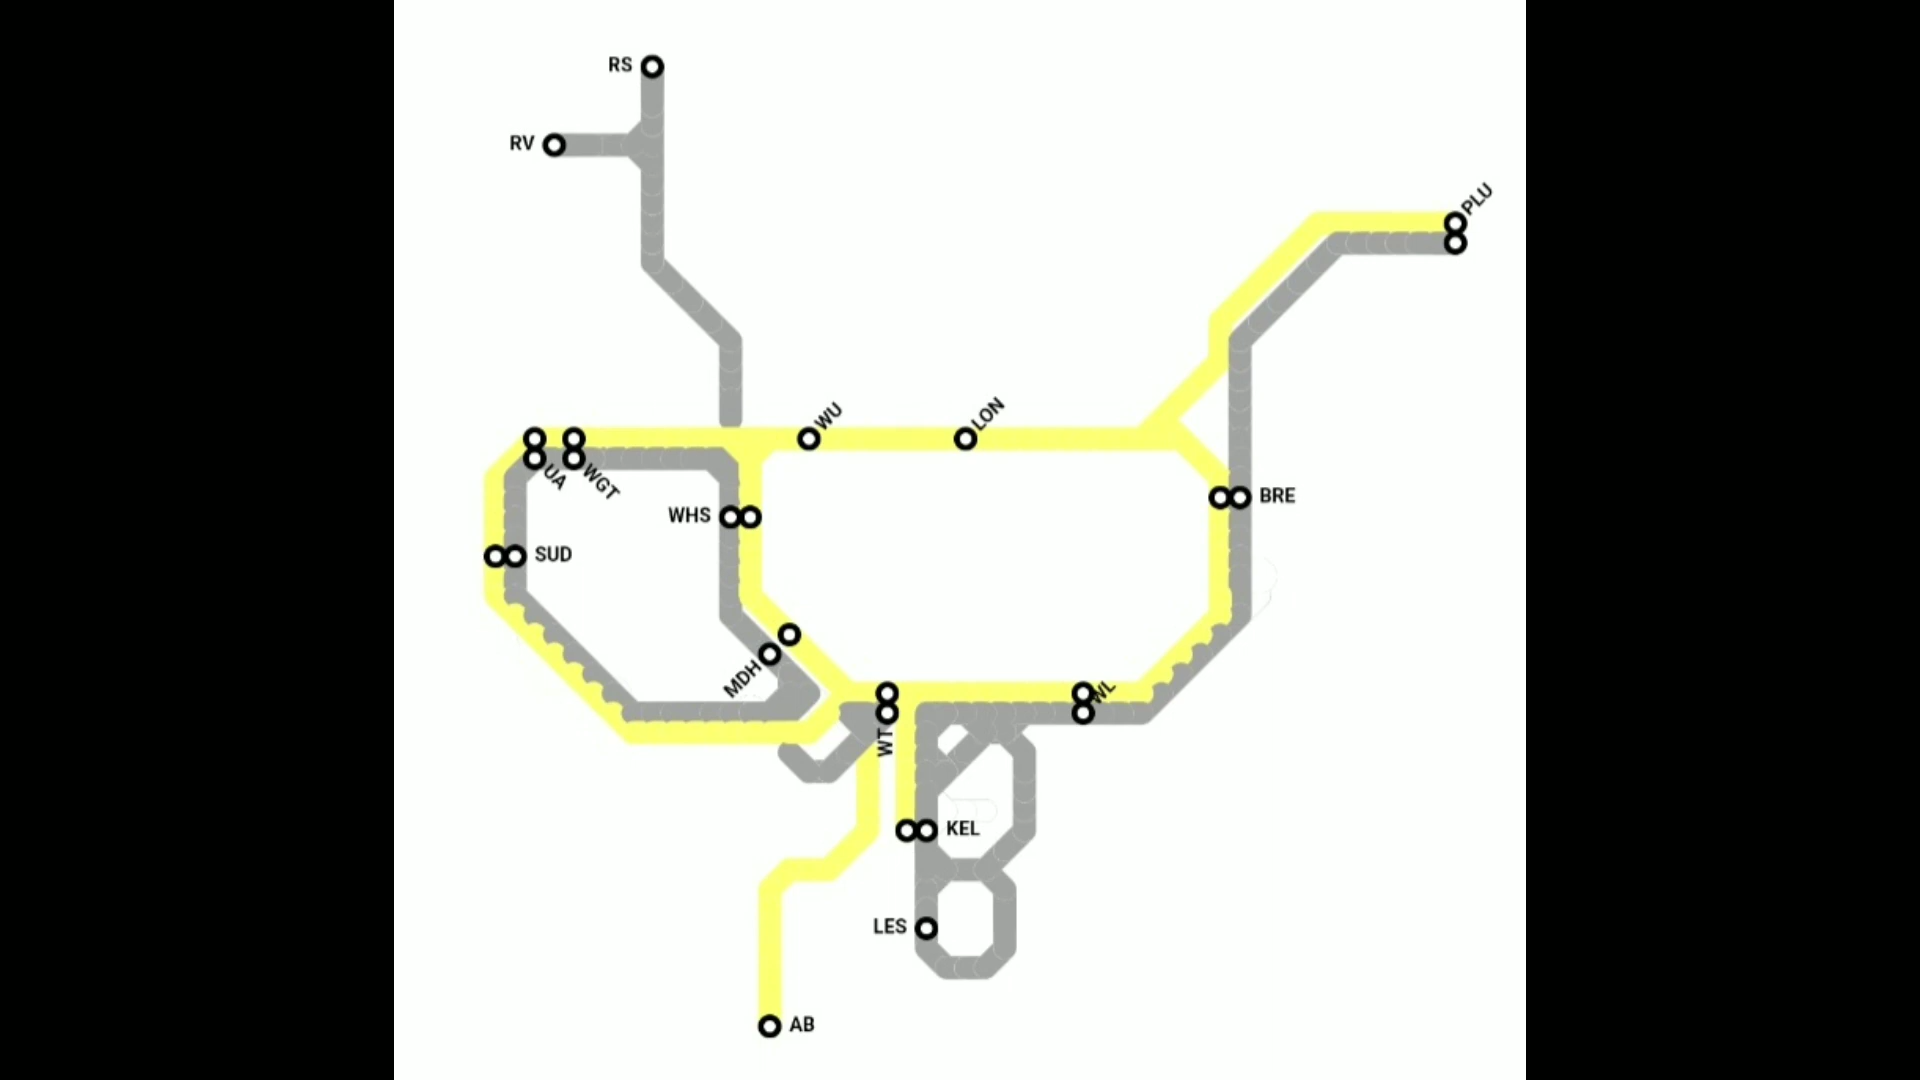 RS
RV
PLU
WU
LON
UA
WGT
WHS
BRE
SUD
MDH
WL
WT
KEL
LES
AB